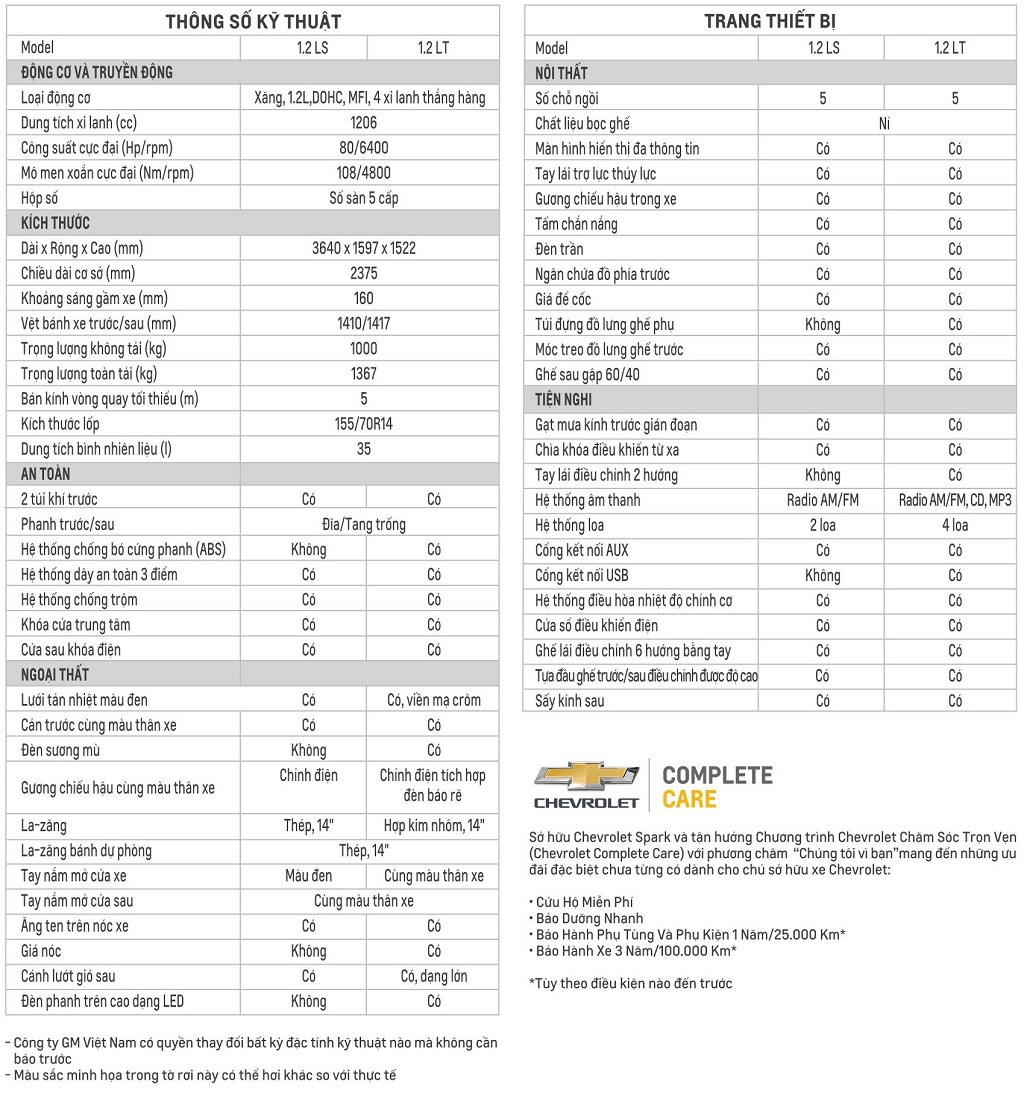 THÔNG SỐ KỸ THUẬT
Model 1.2 LS 1.2 LT
ĐỘNG CƠ VÀ TRUYỀN ĐỘNG
Loại động cơ Xăng, 1.2L,DOHC, MFI, 4 xi lanh thẳng hàng
Dung tích xi lanh (cc) 1206
Công suất cực đại (Hp/rpm) 80/6400
Mô men xoắn cực đại (Nm/rpm) 108/4800
Hộp số Số sàn 5 cấp
KÍCH THƯỚC
Dài x Rộng x Cao (mm) 3640 x 1597 x 1522
Chiều dài cơ sở (mm) 2375
Khoảng sáng gầm xe (mm) 160
Vệt bánh xe trước/sau (mm) 1410/1417
Trọng lượng không tải (kg) 1000
Trọng lượng toàn tải (kg) 1367
Bán kính vòng quay tối thiểu (m) 5
Kích thước lốp 155/70R14
Dung tích bình nhiên liệu (l) 35
AN TOÀN
2 túi khí trước Có Có
Phanh trước/sau Đĩa/Tang trống
Hệ thống chống bó cứng phanh (ABS) Không Có
Hệ thống dây an toàn 3 điểm Có Có
Hệ thống chống trộm Có Có
Khóa cửa trung tâm Có Có
Cửa sau khóa điện Có Có
NGOẠI THẤT
Lưới tản nhiệt màu đen Có Có, viền mạ crôm
Cản trước cùng màu thân xe Có Có
Đèn sương mù Không Có
Gương chiếu hậu cùng màu thân xe Chỉnh điện Chỉnh điện tích hợp
đèn báo rẽ
La-zăng Thép, 14" Hợp kim nhôm, 14"
La-zăng bánh dự phòng Thép, 14"
Tay nắm mở cửa xe Màu đen Cùng màu thân xe
Tay nắm mở cửa sau Cùng màu thân xe
Ăng ten trên nóc xe Có Có
Giá nóc Không Có
Cánh lướt gió sau Có Có, dạng lớn
Đèn phanh trên cao dạng LED Không Có
- Công ty GM Việt Nam có quyền thay đổi bất kỳ đặc tính kỹ thuật nào mà không cần
báo trước
- Màu sắc minh họa trong tờ rơi này có thể hơi khác so với thực tế
TRANG THIẾT BỊ
Model 1.2 LS 1.2 LT
NỘI THẤT
Số chỗ ngồi 5 5
Chất liệu bọc ghế Nỉ
Màn hình hiển thị đa thông tin Có Có
Tay lái trợ lực thủy lực Có Có
Gương chiếu hậu trong xe Có Có
Tấm chắn nắng Có Có
Đèn trần Có Có
Ngăn chứa đồ phía trước Có Có
Giá để cốc Có Có
Túi đựng đồ lưng ghế phụ Không Có
Móc treo đồ lưng ghế trước Có Có
Ghế sau gập 60/40 Có Có
TIỆN NGHI
Gạt mưa kính trước gián đoạn Có Có
Chìa khóa điều khiển từ xa Có Có
Tay lái điều chỉnh 2 hướng Không Có
Hệ thống âm thanh Radio AM/FM Radio AM/FM, CD, MP3
Hệ thống loa 2 loa 4 loa
Cổng kết nối AUX Có Có
Cổng kết nối USB Không Có
Hệ thống điều hòa nhiệt độ chỉnh cơ Có Có
Cửa sổ điều khiển điện Có Có
Ghế lái điều chỉnh 6 hướng bằng tay Có Có
Tựa đầu ghế trước/sau điều chỉnh được độ cao Có Có
Sấy kính sau Có Có
CHEVROLET
COMPLETE
CARE
Sở hữu Chevrolet Spark và tận hưởng Chương trình Chevrolet Chăm Sóc Trọn Vẹn
(Chevrolet Complete Care) với phương châm "Chúng tôi vì bạn"mang đến những ưu
đãi đặc biệt chưa từng có dành cho chủ sở hữu xe Chevrolet:
• Cứu Hộ Miễn Phí
• Bảo Dưỡng Nhanh
• Bảo Hành Phụ Tùng Và Phụ Kiện 1 Năm/25.000 Km*
• Bảo Hành Xe 3 Năm/100.000 Km*
*Tùy theo điều kiện nào đến trước